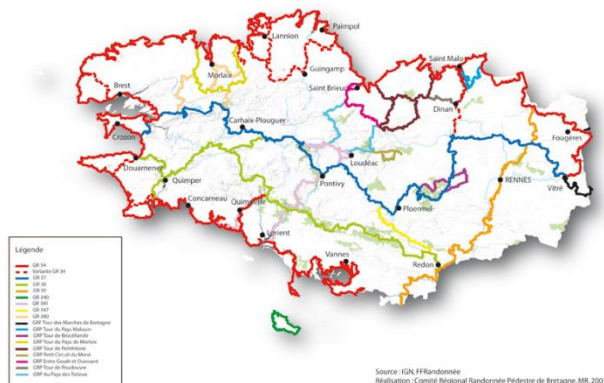 Paimpol
Lannion
Morlaix
Guingamp
Saint Malo
Brest
Saint Brieuc
Dinan
Carhaix-Plouguer
Fougères
Crozon
Douarnenez
Loudéac
Quimper
Pontivy
RENNES
Vitré
Concarneau
Quimperlé
Ploermel
Lorient
Vannes
Redon
Légende
GR 34
Variante GR 34
GR 37
GR 38
GR 39
GR 340
GR 341
GR 347
GR 380
GRP Tour des Marches de Bretagne
GRP Tour du Pays Malouin
GRP Tour de Brocéliande
GRP Tour du Pays de Morlaix
GRP Tour de Penthièvre
GRP Petit Circuit du Mené
GRP Entre Gouët et Oust
GRP Tour de Poudouvre
GRP Au Pays des Toileux
Source : IGN, FFRandonnée
Réalisation : Comité Régional Randonnée Pédestre de Bretagne, MR,